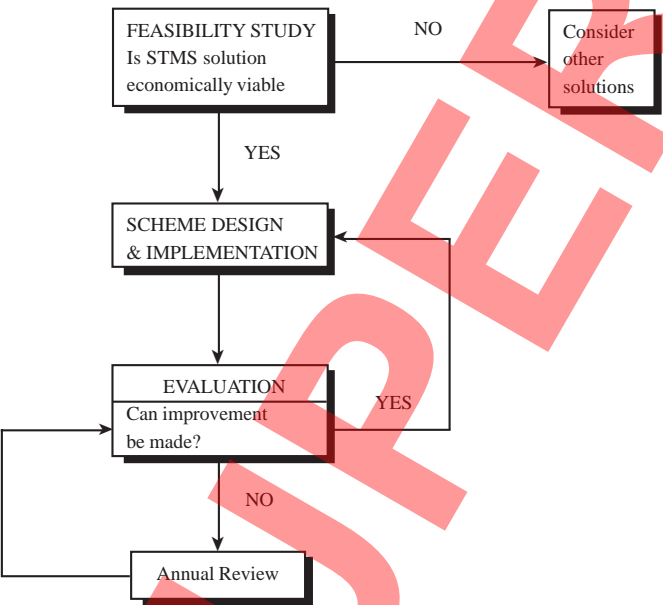 FEASIBILITY STUDY
Is STMS solution
economically viable
NO
Consider
other
solutions
YES
SCHEME DESIGN
& IMPLEMENTATION
EVALUATION
Can improvement
be made?
YES
NO
Annual Review
UPER